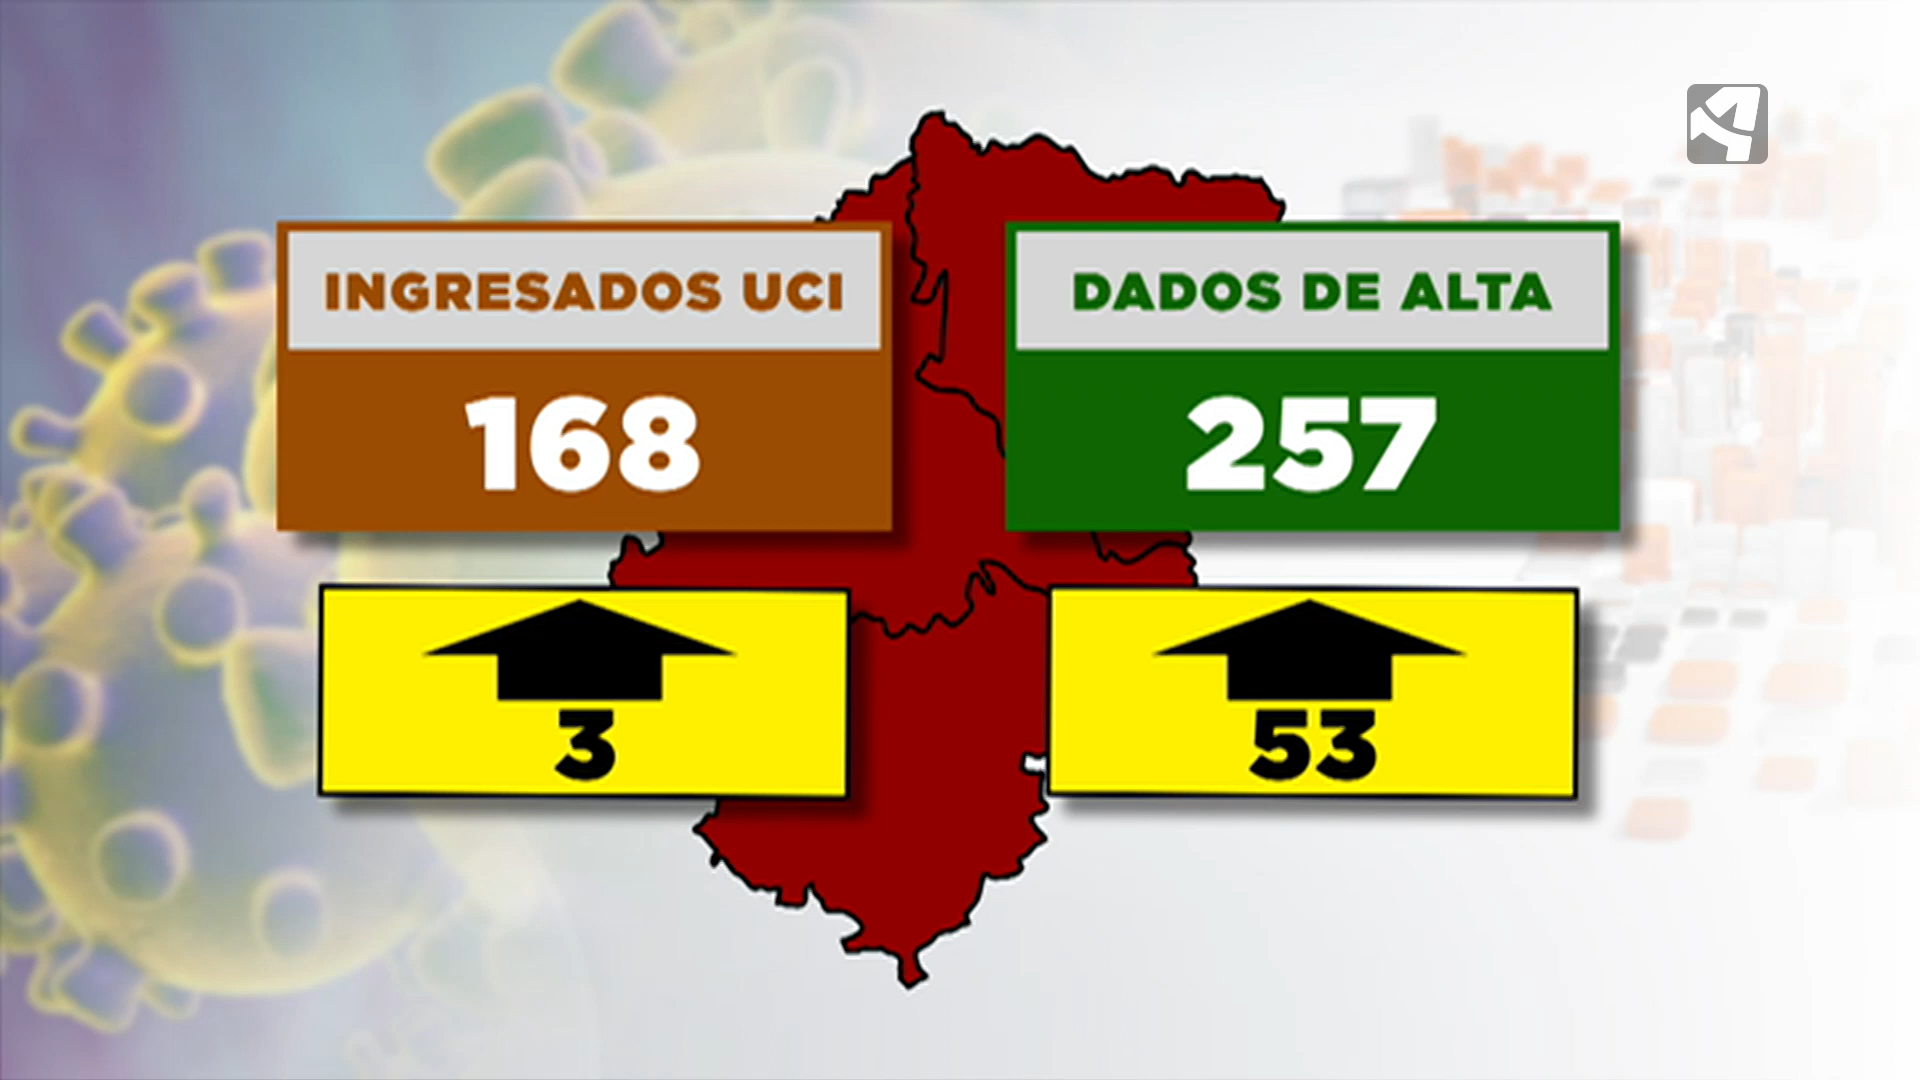 INGRESADOS UCI
168
3
DADOS DE ALTA
257
53